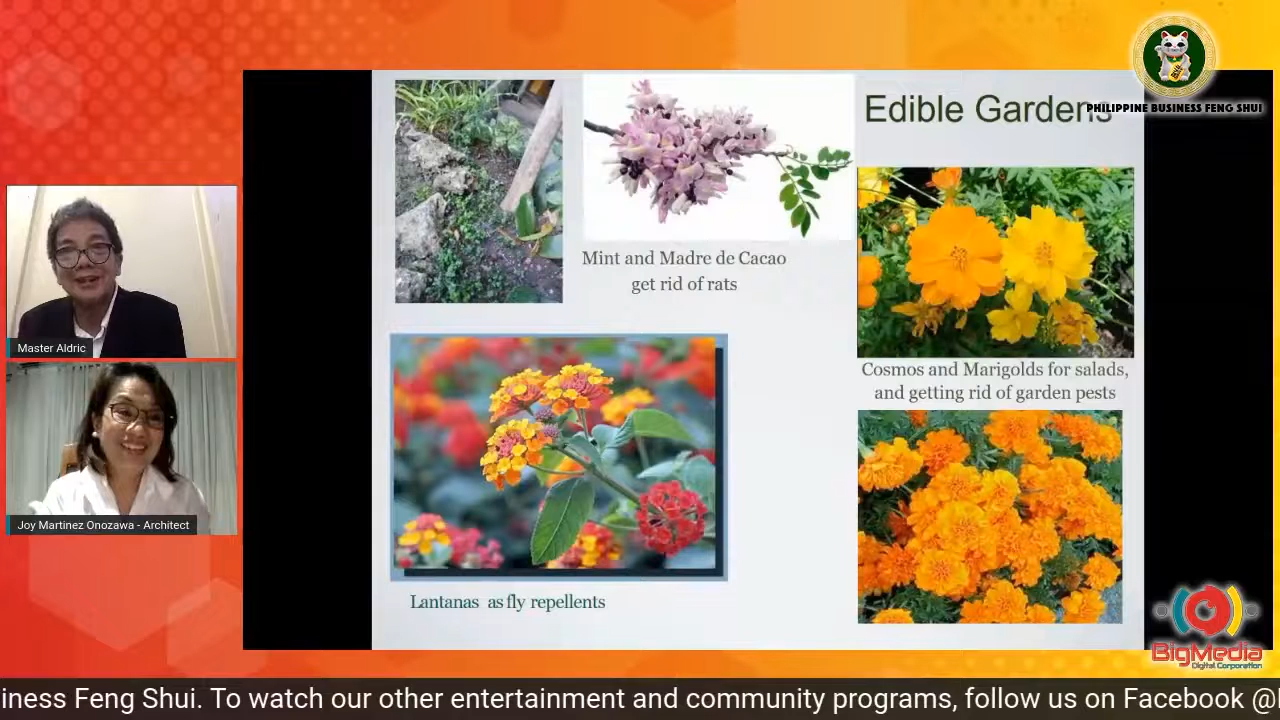 Edible Gardens
PHILIPPINE BUSINESS FENG SHUI
Mint and Madre de Cacao
get rid of rats
Master Aldric
Cosmos and Marigolds for salads,
and getting rid of garden pests
Joy Martinez Onozawa - Architect
Lantanas as fly repellents
BigMedia
Digital Corporation
iness Feng Shui. To watch our other entertainment and community programs, follow us on Facebook @